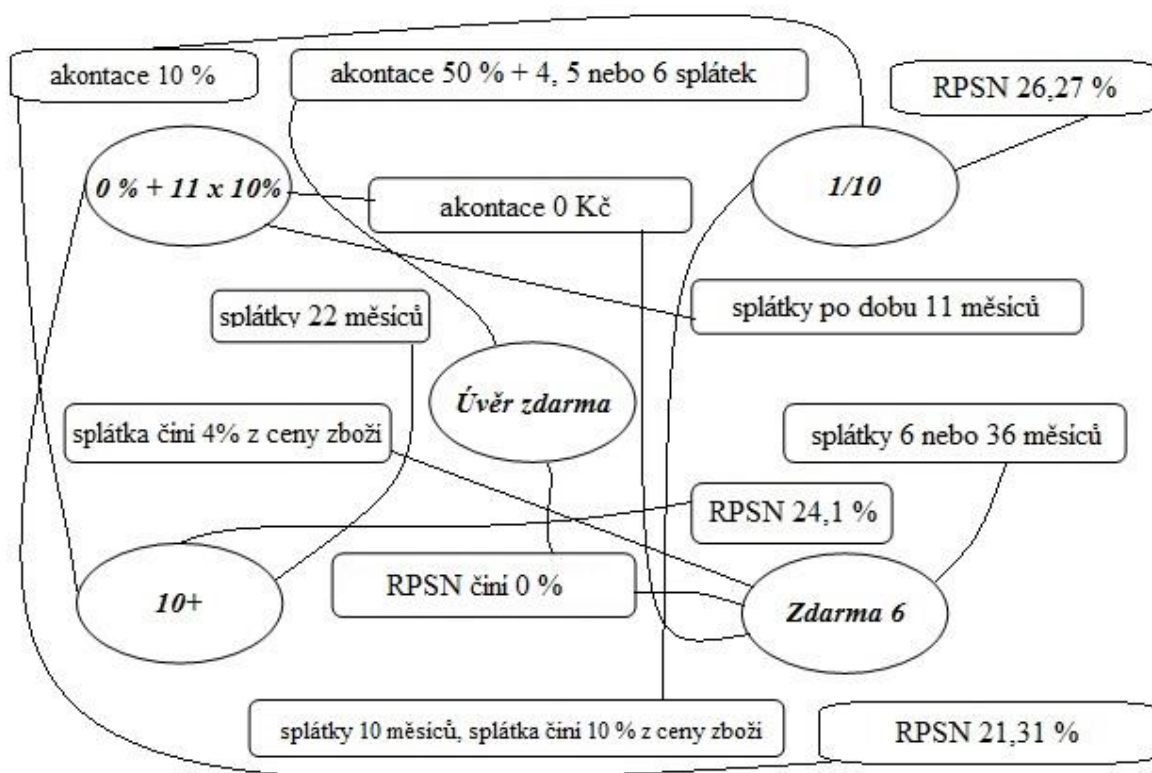 akontace 10 %
akontace 50 % + 4, 5 nebo 6 splátek
RPSN 26,27 %
0 % + 11 x 10%
akontace 0 Kč
1/10
splátky 22 měsíců
splátky po dobu 11 měsíců
Úvěr zdarma
splátka činí 4% z ceny zboží
splátky 6 nebo 36 měsíců
RPSN 24,1 %
10+
RPSN činí 0 %
Zdarma 6
splátky 10 měsíců, splátka činí 10 % z ceny zboží
RPSN 21,31 %